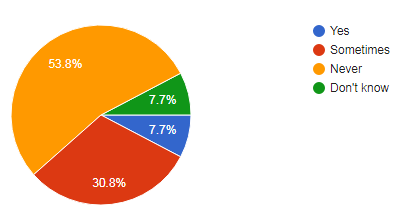 53.8%
7.7%
7.7%
30.8%
Yes
Sometimes
Never
Don't know